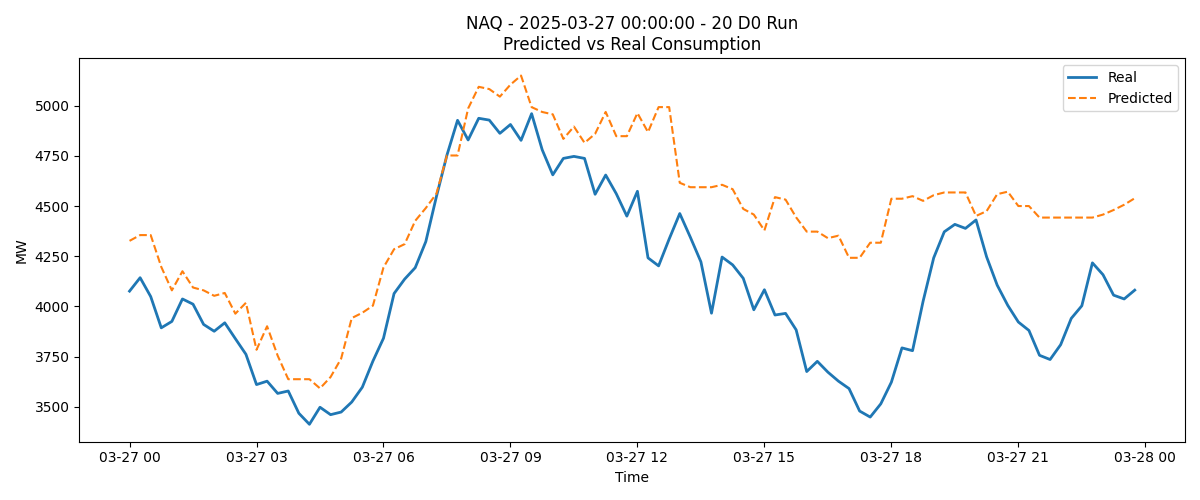 NAQ - 2025-03-27 00:00:00 - 20 D0 Run
Predicted vs Real Consumption
Real
Predicted
MW
5000
4750
4500
4250
4000
3750
3500
03-27 00
03-27 03
03-27 06
03-27 09
03-27 12
03-27 15
03-27 18
03-27 21
03-28 00
Time